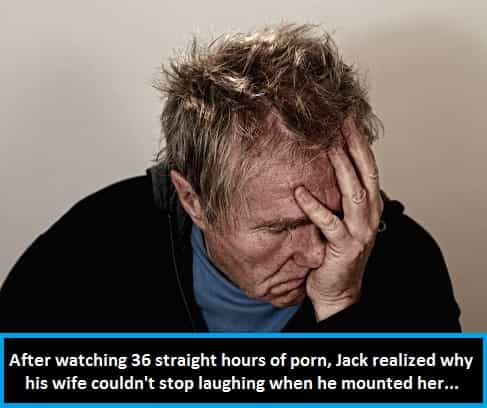 After watching 36 straight hours of porn, Jack realized why
his wife couldn't stop laughing when he mounted her...